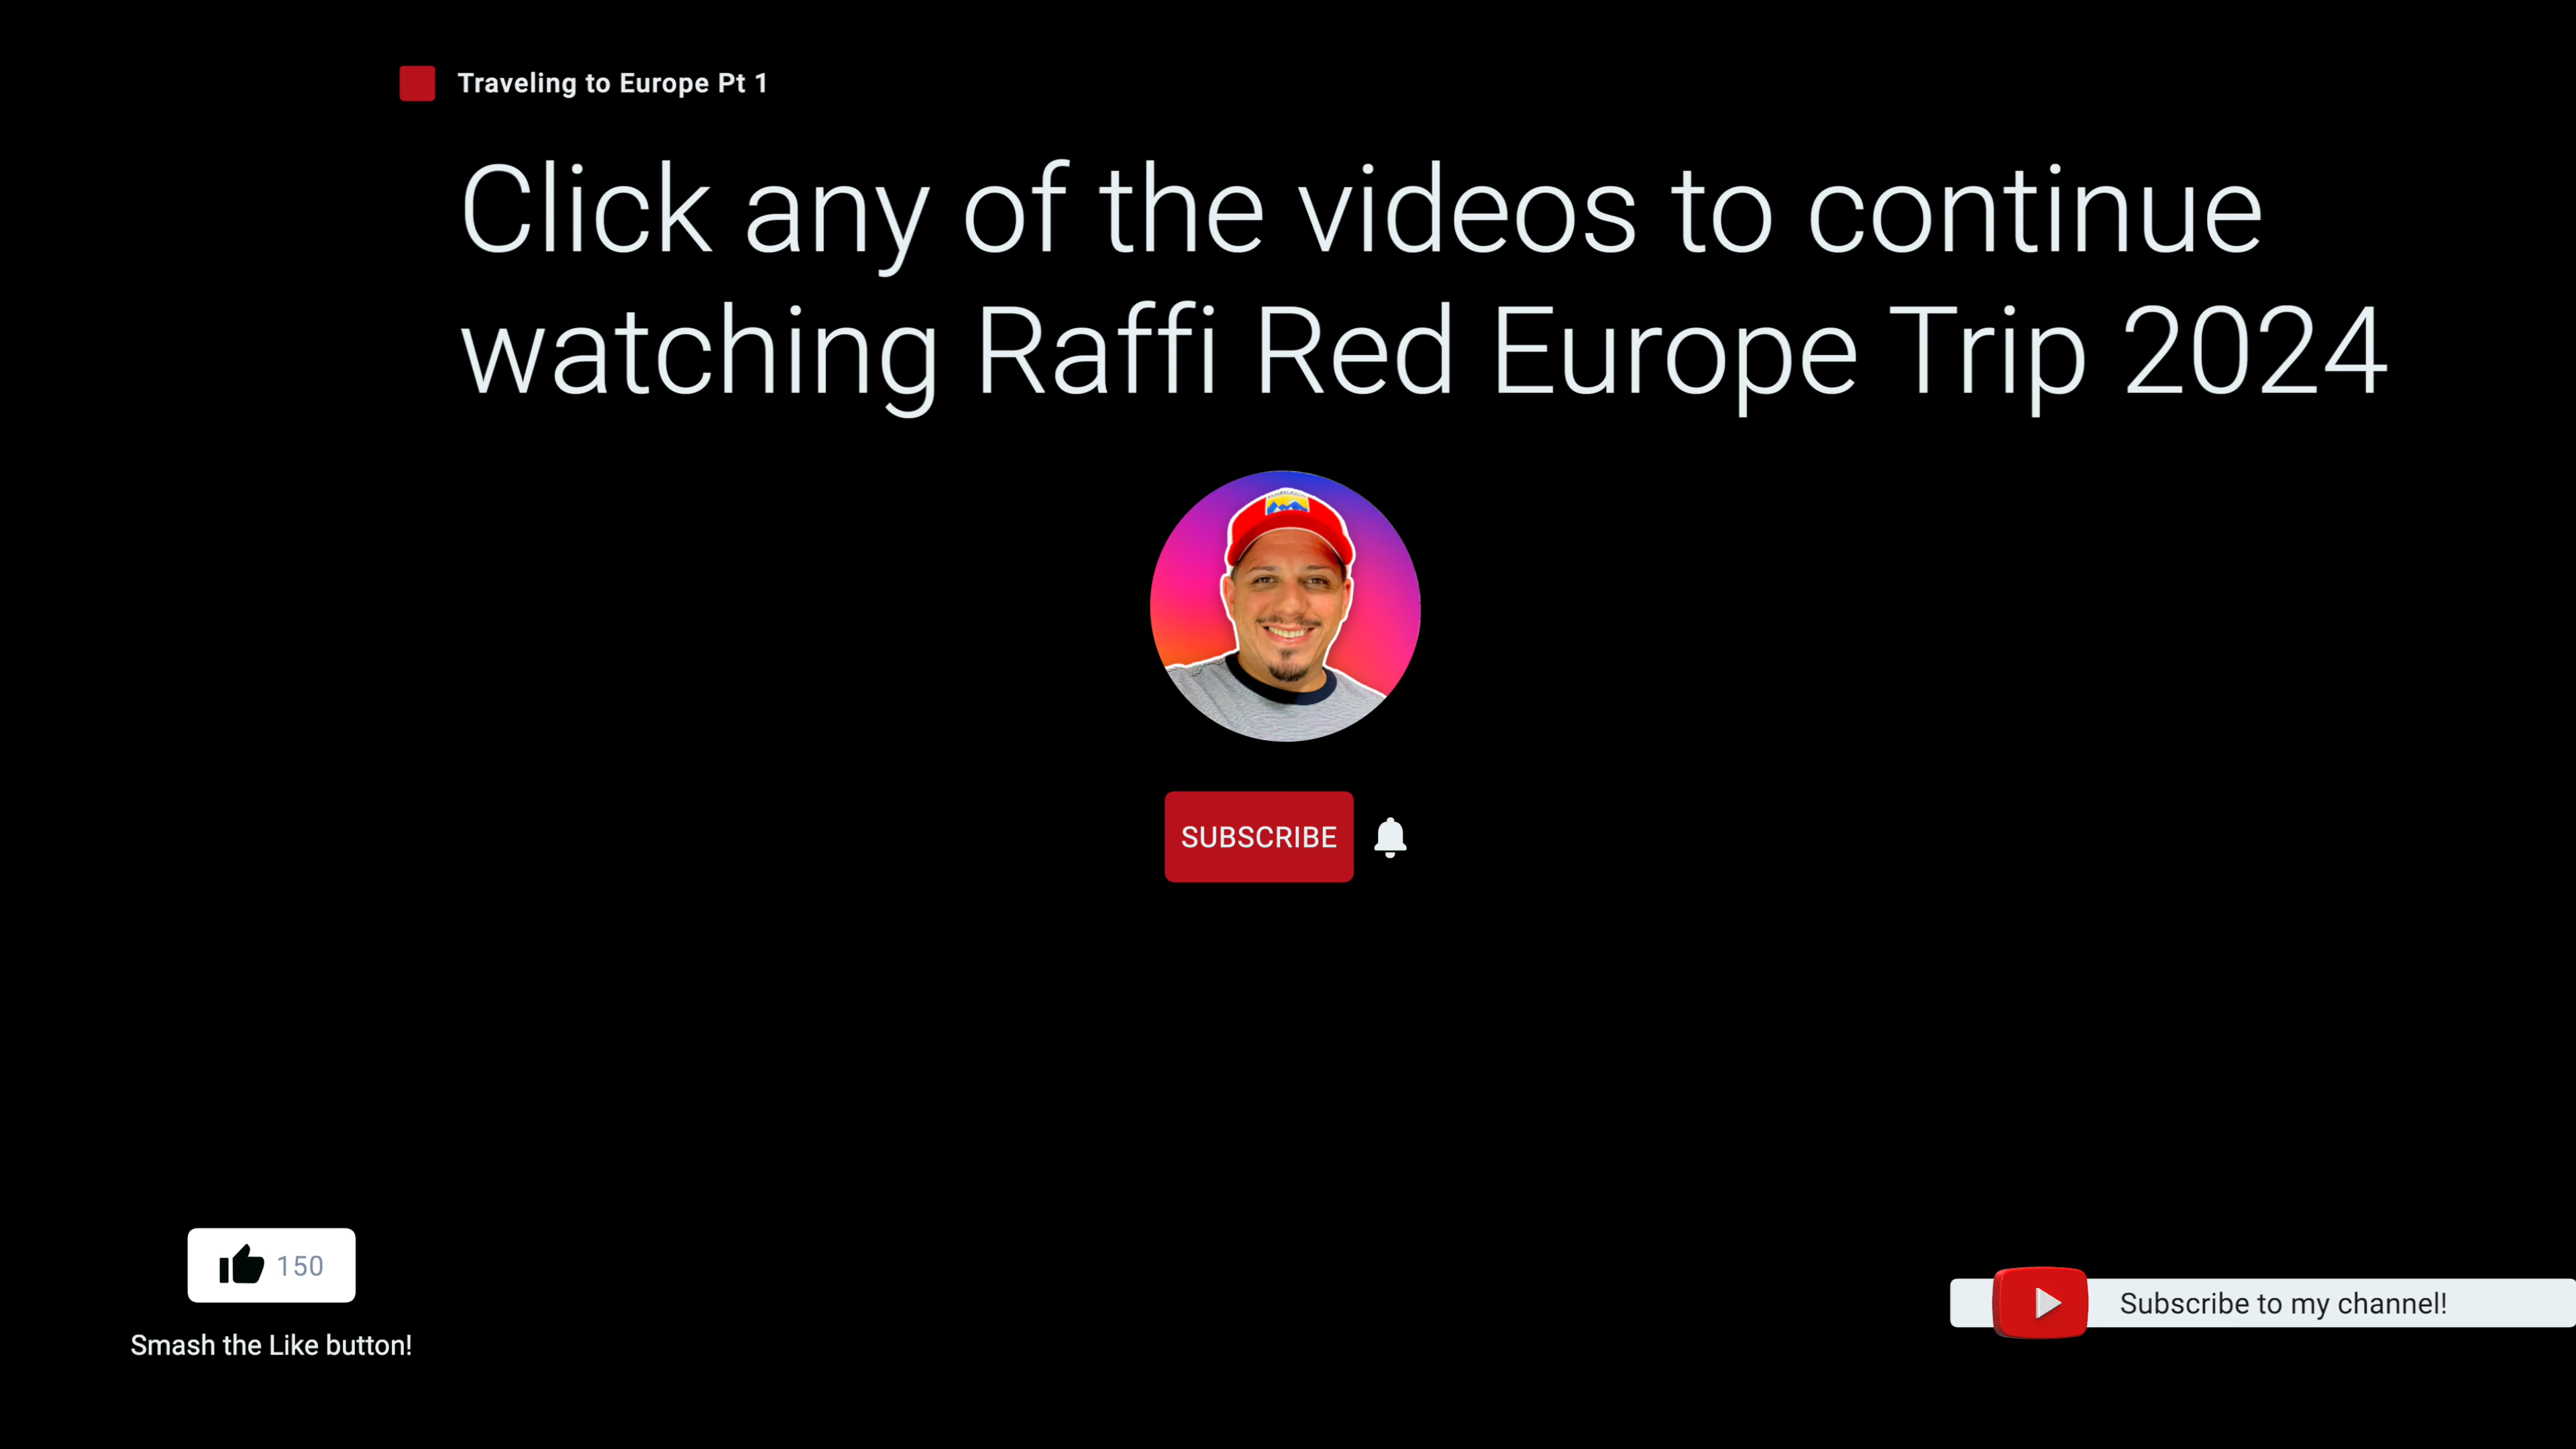 Traveling to Europe Pt 1
Click any of the videos to continue
watching Raffi Red Europe Trip 2024
SUBSCRIBE
150
Smash the Like button!
Subscribe to my channel!